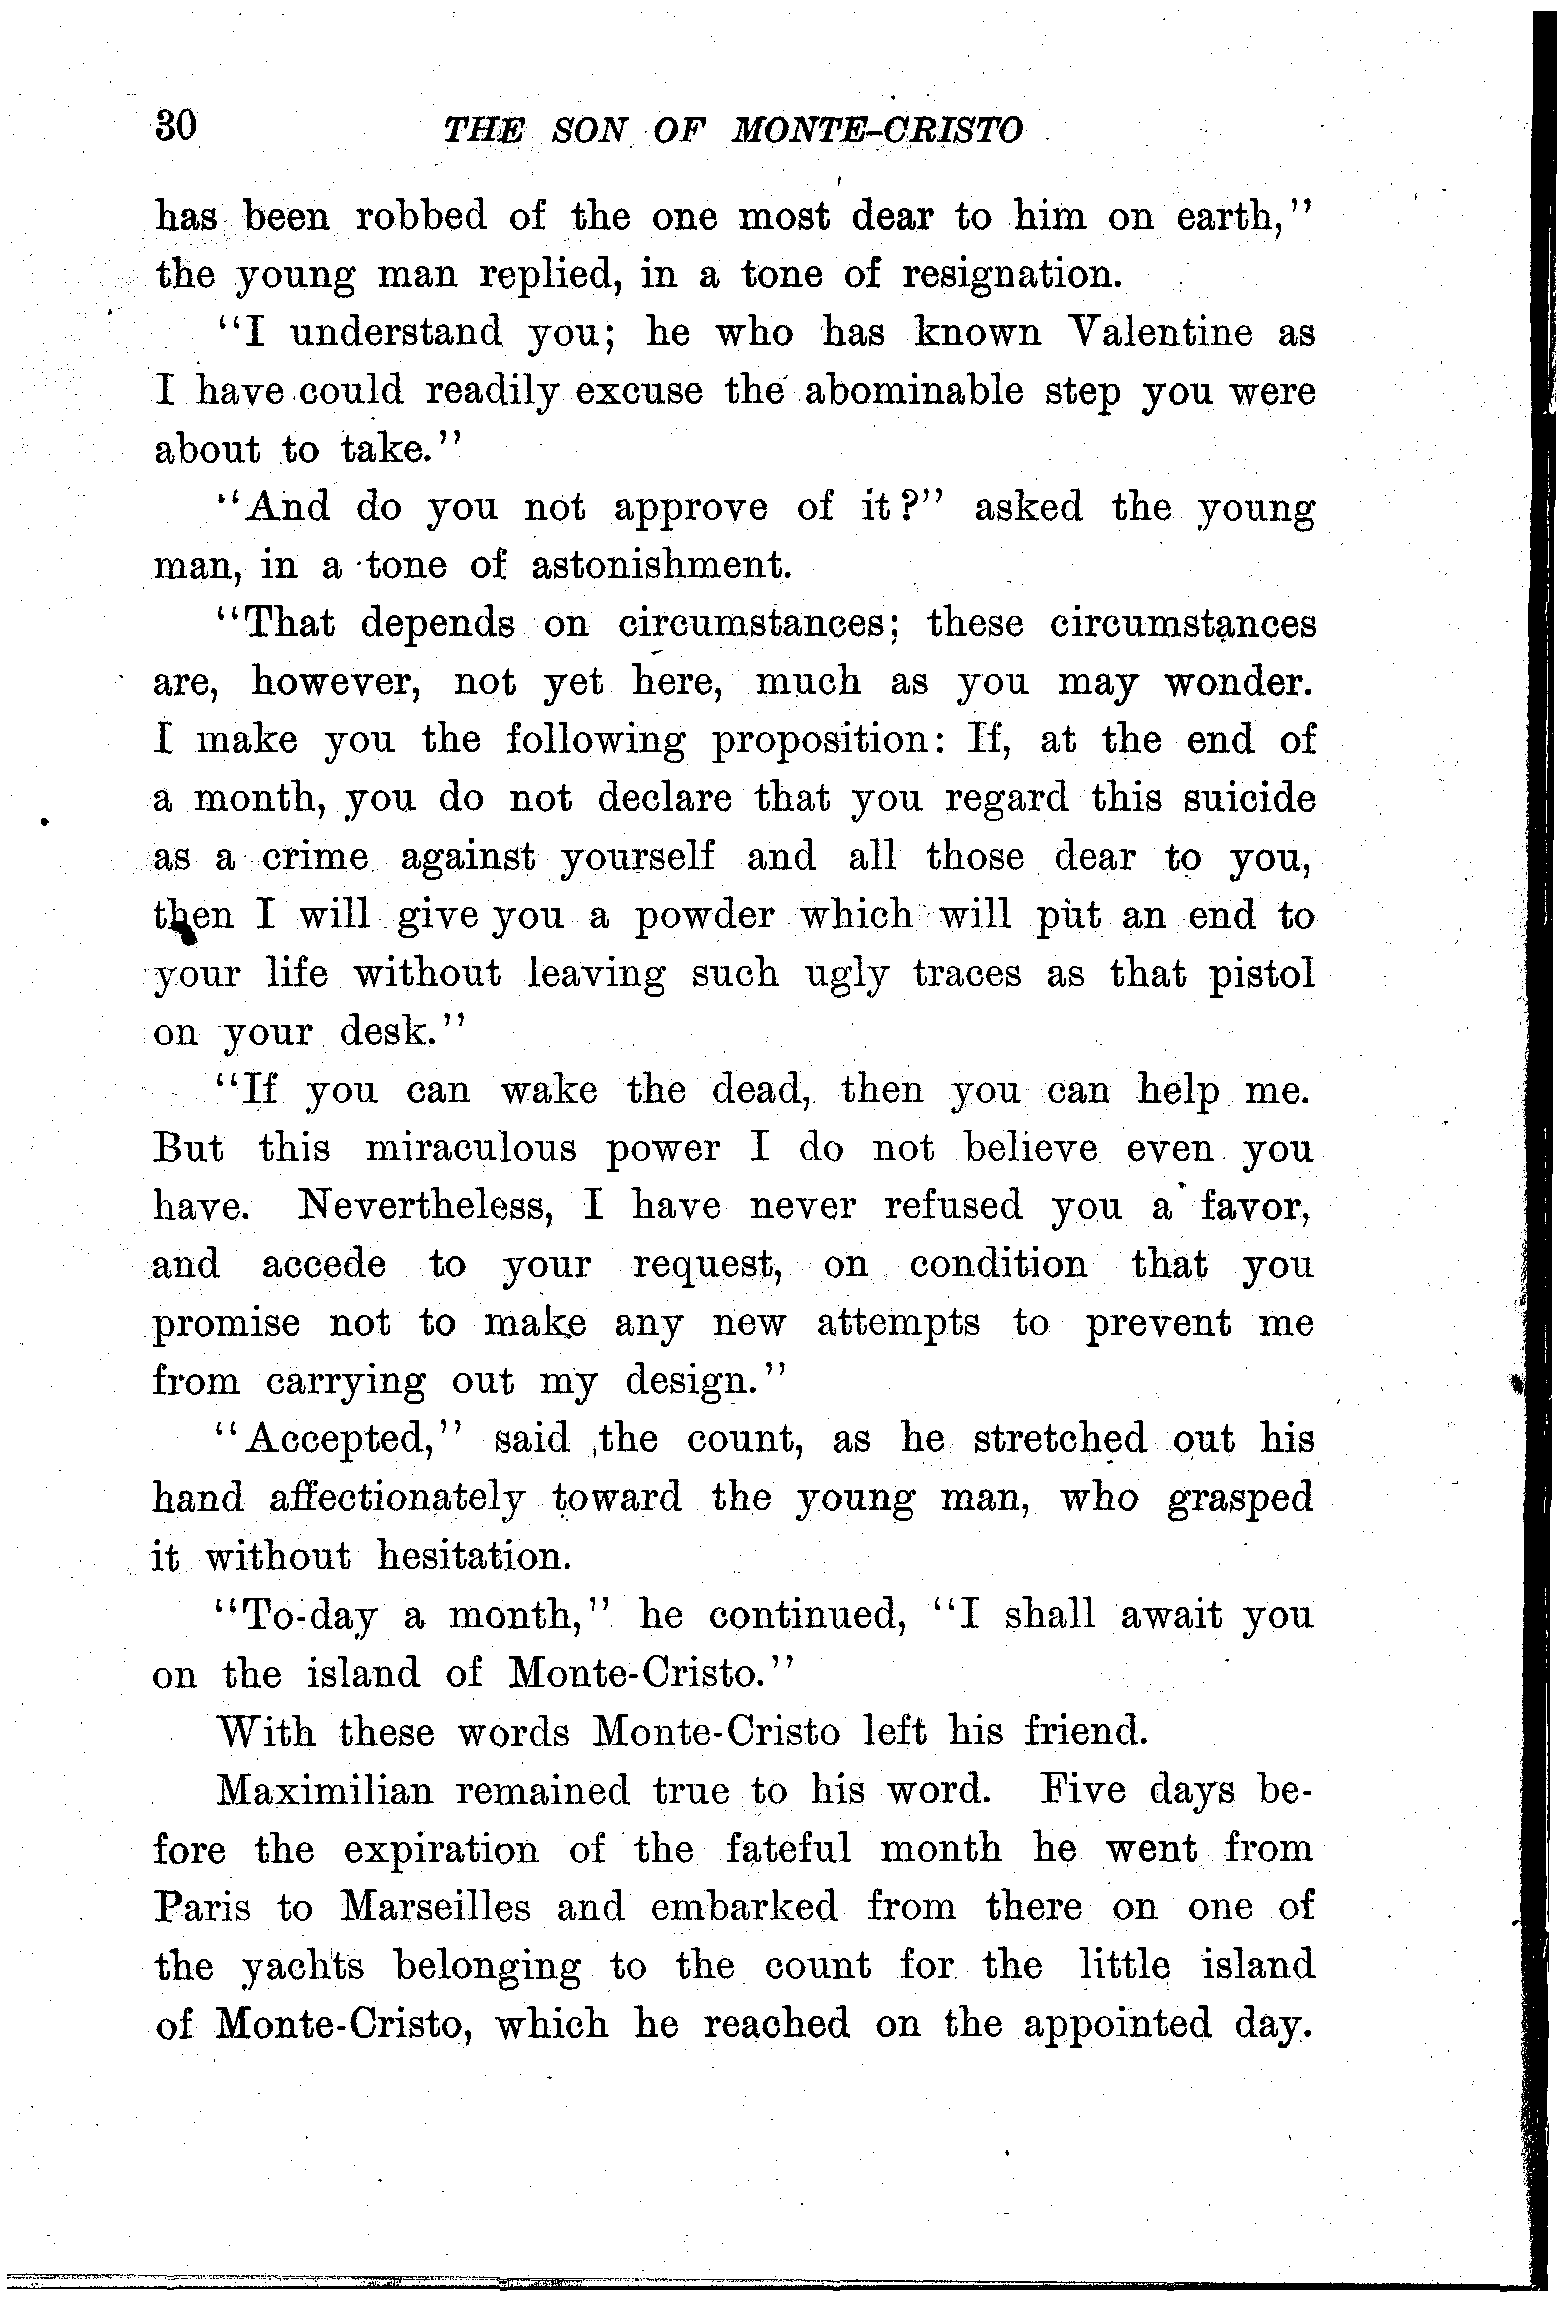 30 THE SON OF MONTE-CRISTO
has been robbed of the one most dear to him on earth,"
the young man replied, in a tone of resignation.
"I understand you; he who has known Valentine as
I have could readily excuse the abominable step you were
about to take."
"And do you not approve of it?" asked the young
man, in a tone of astonishment.
"That depends on circumstances; these circumstances
are, however, not yet here, much as you may wonder.
I make you the following proposition: If, at the end of
a month, you do not declare that you regard this suicide
as a crime against yourself and all those dear to you,
then I will give you a powder which will put an end to
your life without leaving such ugly traces as that pistol
on your desk."
"If you can wake the dead, then you can help me.
But this miraculous power I do not believe even you
have. Nevertheless, I have never refused you a favor,
and accede to your request, on condition that you
promise not to make any new attempts to prevent me
from carrying out my design."
"Accepted," said the count, as he stretched out his
hand affectionately toward the young man, who grasped
it without hesitation.
"To-day a month," he continued, "I shall await you
on the island of Monte-Cristo."
With these words Monte-Cristo left his friend.
Maximilian remained true to his word. Five days be-
fore the expiration of the fateful month he went from
Paris to Marseilles and embarked from there on one of
the yachts belonging to the count for the little island
of Monte-Cristo, which he reached on the appointed day.